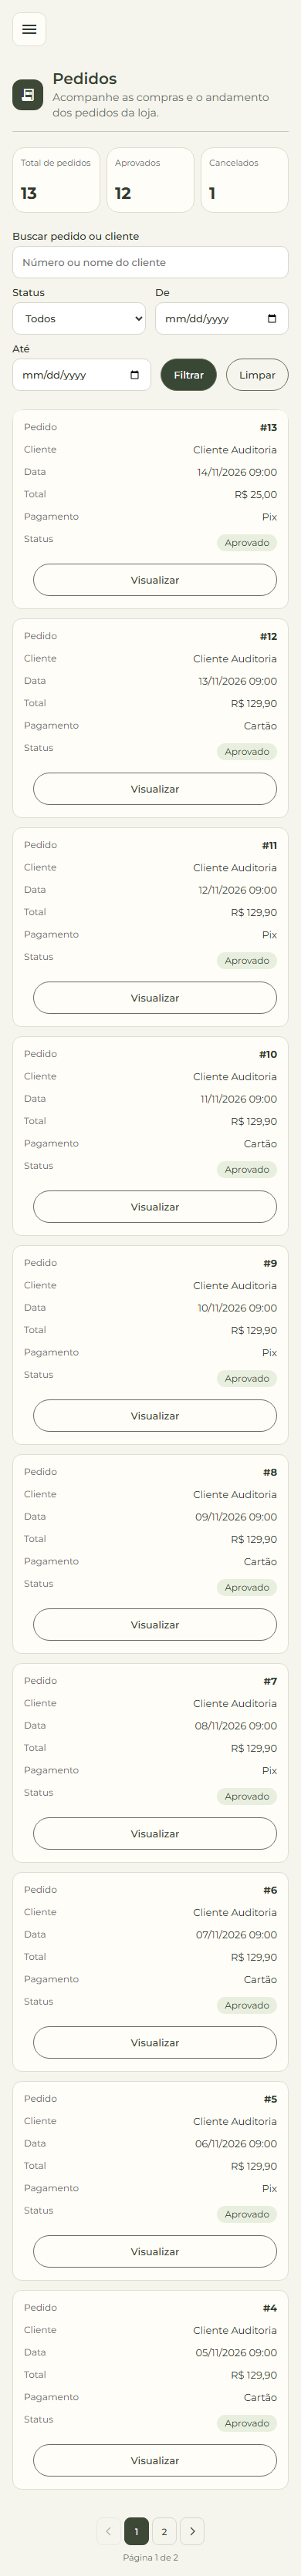 Pedidos
Acompanhe as compras e o andamento
dos pedidos da loja.
Total de pedidos
13
Aprovados
12
Cancelados
1
Buscar pedido ou cliente
Número ou nome do cliente
Status
De
Todos
mm/dd/yyyy
Até
mm/dd/yyyy
Filtrar
Limpar
Pedido #13
Cliente Cliente Auditoria
Data 14/11/2026 09:00
Total R$ 25,00
Pagamento Pix
Status Aprovado
Visualizar
Pedido #12
Cliente Cliente Auditoria
Data 13/11/2026 09:00
Total R$ 129,90
Pagamento Cartão
Status Aprovado
Visualizar
Pedido #11
Cliente Cliente Auditoria
Data 12/11/2026 09:00
Total R$ 129,90
Pagamento Pix
Status Aprovado
Visualizar
Pedido #10
Cliente Cliente Auditoria
Data 11/11/2026 09:00
Total R$ 129,90
Pagamento Cartão
Status Aprovado
Visualizar
Pedido #9
Cliente Cliente Auditoria
Data 10/11/2026 09:00
Total R$ 129,90
Pagamento Pix
Status Aprovado
Visualizar
Pedido #8
Cliente Cliente Auditoria
Data 09/11/2026 09:00
Total R$ 129,90
Pagamento Cartão
Status Aprovado
Visualizar
Pedido #7
Cliente Cliente Auditoria
Data 08/11/2026 09:00
Total R$ 129,90
Pagamento Pix
Status Aprovado
Visualizar
Pedido #6
Cliente Cliente Auditoria
Data 07/11/2026 09:00
Total R$ 129,90
Pagamento Cartão
Status Aprovado
Visualizar
Pedido #5
Cliente Cliente Auditoria
Data 06/11/2026 09:00
Total R$ 129,90
Pagamento Pix
Status Aprovado
Visualizar
Pedido #4
Cliente Cliente Auditoria
Data 05/11/2026 09:00
Total R$ 129,90
Pagamento Cartão
Status Aprovado
Visualizar
1 2
Página 1 de 2